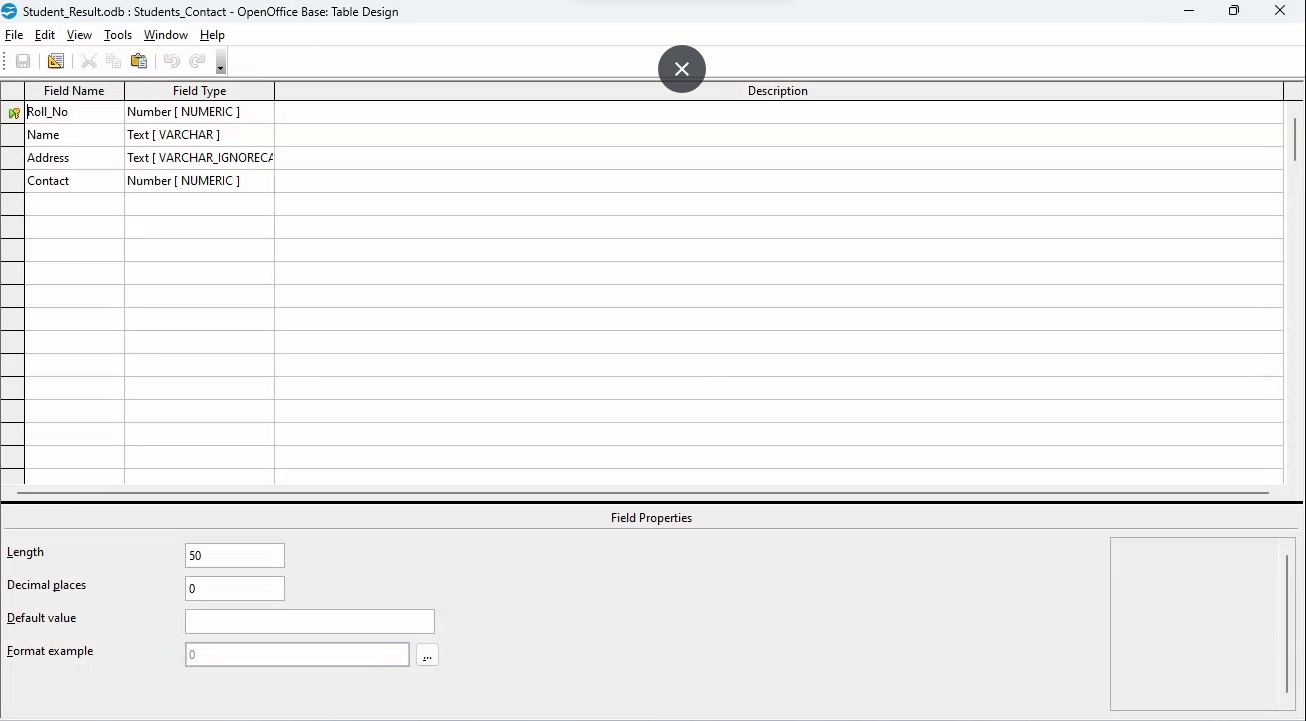 Student_Result.odb : Students_Contact - OpenOffice Base: Table Design
File Edit View Tools Window Help
Field Name Field Type Description
Roll_No Number [ NUMERIC ]
Name Text [ VARCHAR ]
Address Text [ VARCHAR_IGNORECA
Contact Number [ NUMERIC ]
Field Properties
Length 50
Decimal places 0
Default value
Format example 0 ...